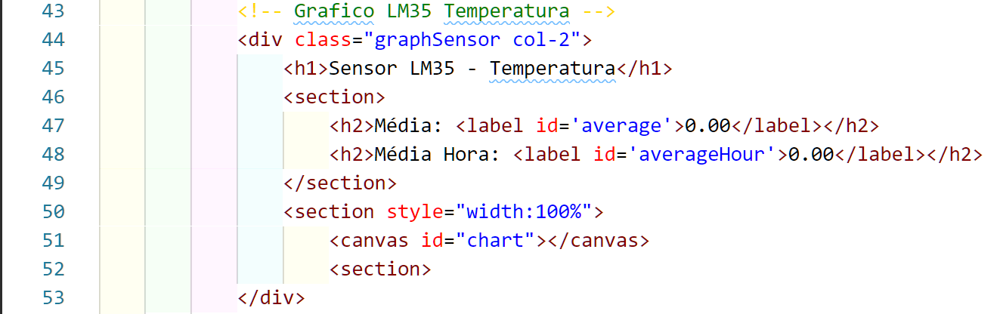 43 <!-- Grafico LM35 Temperatura -->
44 <div class="graphSensor col-2">
45 <h1>Sensor LM35 - Temperatura</h1>
46 <section>
47 <h2>Média: <label id='average'>0.00</label></h2>
48 <h2>Média Hora: <label id='averageHour'>0.00</label></h2>
49 </section>
50 <section style="width:100%">
51 <canvas id="chart"></canvas>
52 <section>
53 </div>